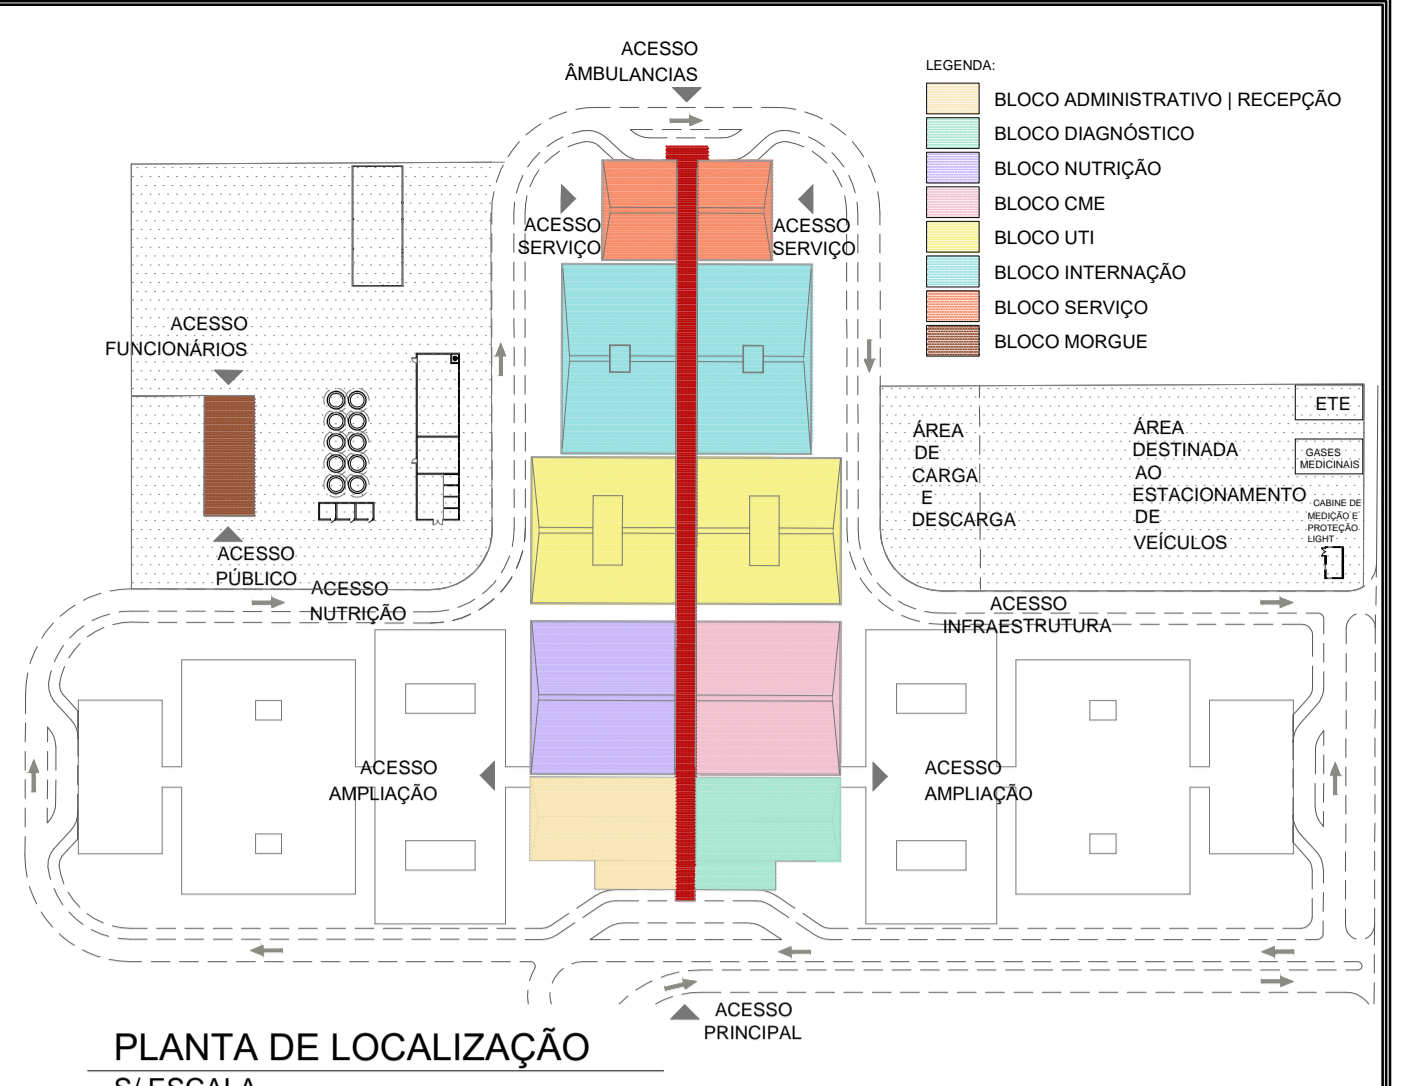 ACESSO
ÂMBULANCIAS
LEGENDA:
BLOCO ADMINISTRATIVO | RECEPÇÃO
BLOCO DIAGNÓSTICO
BLOCO NUTRIÇÃO
BLOCO CME
BLOCO UTI
BLOCO INTERNAÇÃO
BLOCO SERVIÇO
BLOCO MORGUE
ACESSO
SERVIÇO
ACESSO
SERVIÇO
ACESSO
FUNCIONÁRIOS
ACESSO
PÚBLICO
ACESSO
NUTRIÇÃO
ÁREA
DE
CARGA
E
DESCARGA
ÁREA
DESTINADA
AO
ESTACIONAMENTO
DE
VEÍCULOS
ETE
GASES
MEDICINAIS
CABINE DE
MEDIÇÃO E
PROTEÇÃO
LIGHT
ACESSO
INFRAESTRUTURA
ACESSO
AMPLIAÇÃO
ACESSO
AMPLIAÇÃO
ACESSO
PRINCIPAL
PLANTA DE LOCALIZAÇÃO
S/ ESCALA